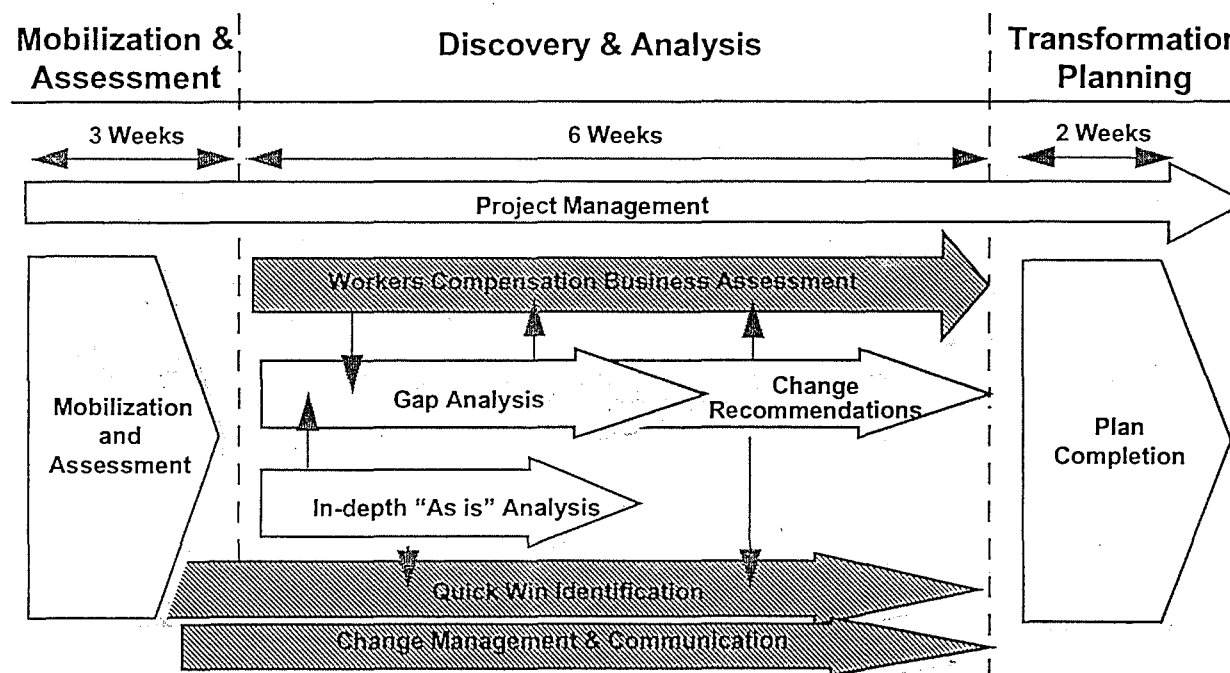 Mobilization &
Assessment
Discovery & Analysis
Transformation
Planning
3 Weeks
6 Weeks
2 Weeks
Project Management
Workers Compensation Business Assessment
Mobilization
and
Assessment
Gap Analysis
Change
Recommendations
Plan
Completion
In-depth “As is” Analysis
Quick Win Identification
Change Management & Communication